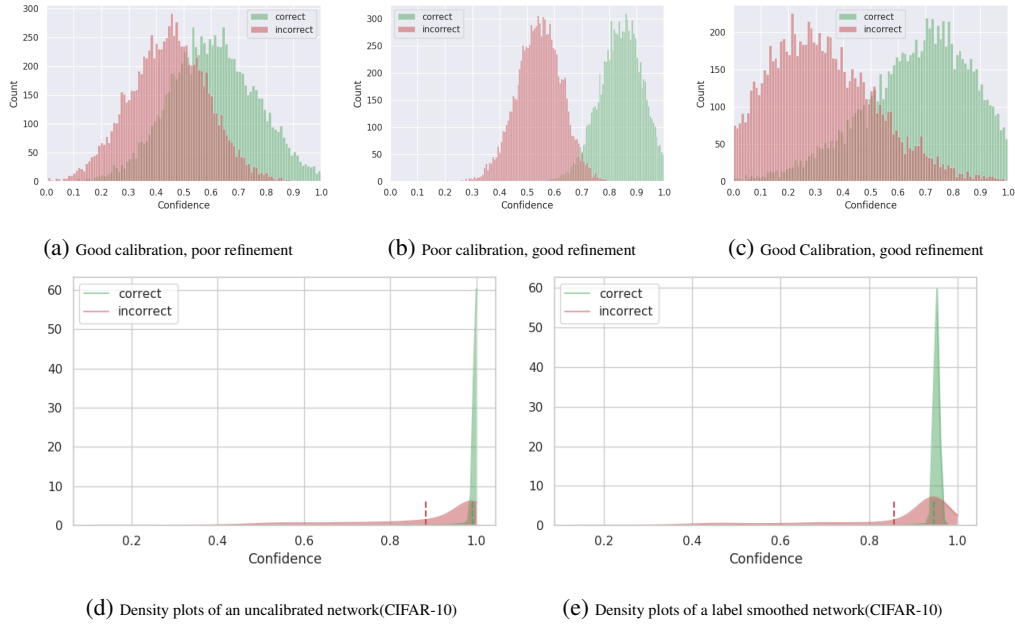 300
250
200
150
100
50
0
Count
correct
incorrect
0.0 0.1 0.2 0.3 0.4 0.5 0.6 0.7 0.8 0.9 1.0
Confidence
300
250
200
150
100
50
0
Count
correct
incorrect
0.0 0.1 0.2 0.3 0.4 0.5 0.6 0.7 0.8 0.9 1.0
Confidence
200
150
100
50
0
Count
correct
incorrect
0.0 0.1 0.2 0.3 0.4 0.5 0.6 0.7 0.8 0.9 1.0
Confidence
(a) Good calibration, poor refinement
(b) Poor calibration, good refinement
(c) Good Calibration, good refinement
60
50
40
30
20
10
0
correct
incorrect
0.2 0.4 0.6 0.8 1.0
Confidence
60
50
40
30
20
10
0
correct
incorrect
0.2 0.4 0.6 0.8 1.0
Confidence
(d) Density plots of an uncalibrated network(CIFAR-10)
(e) Density plots of a label smoothed network(CIFAR-10)